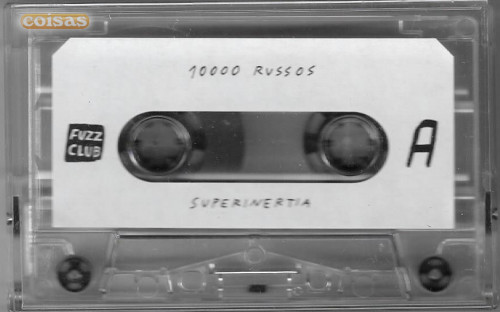 coisas
10000 RUSSOS
FUZZ
CLUB
A
SUPERINERTIA